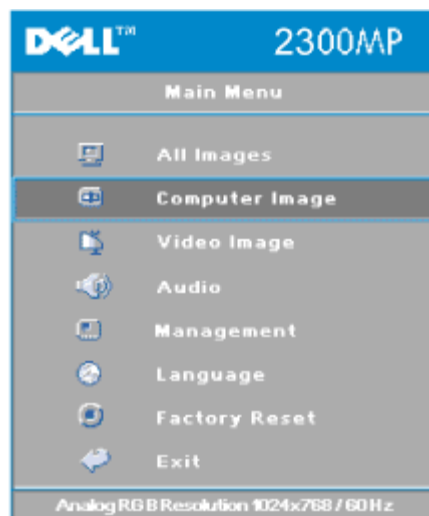 DELL™ 2300MP
Main Menu
All Images
Computer Image
Video Image
Audio
Management
Language
Factory Reset
Exit
Analog RGB Resolution 1024x768 / 60Hz